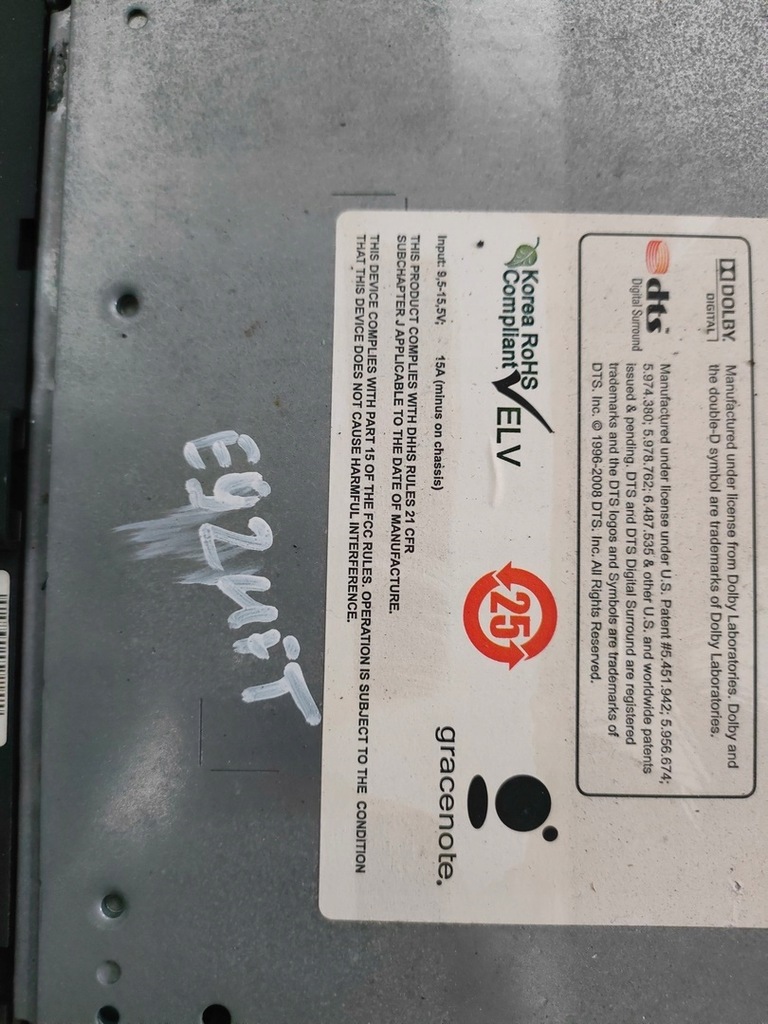 DOLBY
DIGITAL
Manufactured under license from Dolby Laboratories. Dolby and
the double-D symbol are trademarks of Dolby Laboratories.
dts™
Digital Surround
Manufactured under license under U.S. Patent #5.451.942; 5.956,674;
5.974,380; 5.978,762; 6.487,535 & other U.S. and worldwide patents
issued & pending. DTS and DTS Digital Surround are registered
trademarks and the DTS logos and Symbols are trademarks of
DTS. Inc. © 1996-2008 DTS. Inc. All Rights Reserved.
Korea RoHS
Compliant
ELV
25
gracenote.
Input: 9,5-15,5V; 15A (minus on chassis)
THIS PRODUCT COMPLIES WITH DHHS RULES 21 CFR
SUBCHAPTER J APPLICABLE TO THE DATE OF MANUFACTURE.
THIS DEVICE COMPLIES WITH PART 15 OF THE FCC RULES. OPERATION IS SUBJECT TO THE CONDITION
THAT THIS DEVICE DOES NOT CAUSE HARMFUL INTERFERENCE.